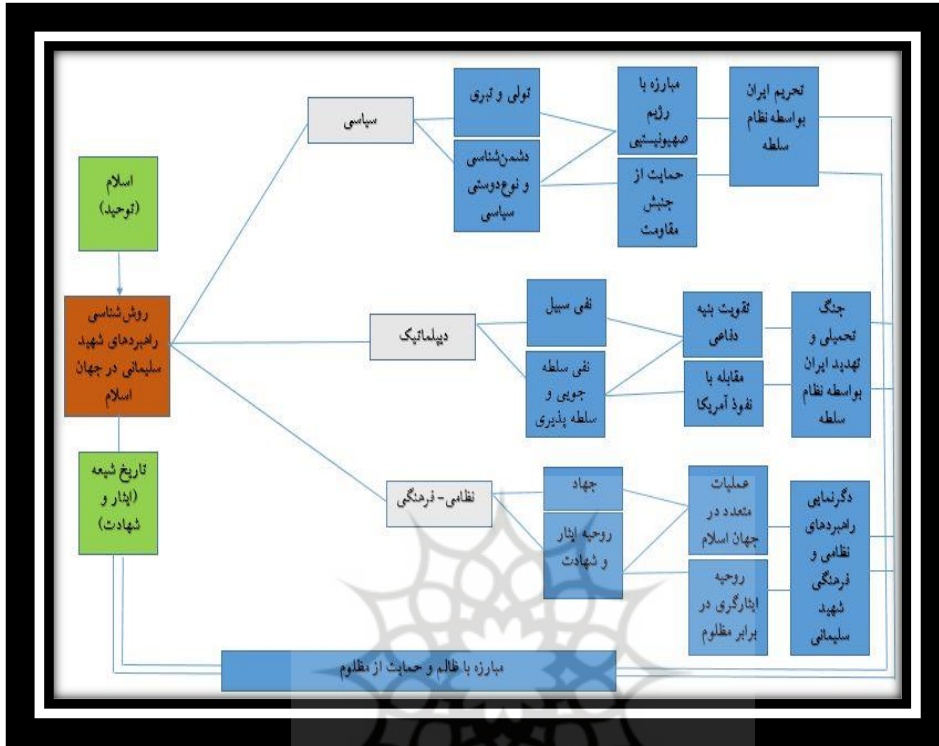 اسلام
(توحید)
روش‌شناسی
راهبردهای شهید
سلیمانی در جهان
اسلام
تاریخ شیعه
(ایثار و
شهادت)
سیاسی
تولی و تبری
دشمن‌شناسی
و نوع‌دوستی
سیاسی
مبارزه با
رژیم
صهیونیستیی
حمایت از
جنبش
مقاومت
تحریم ایران
بواسطه نظام
سلطه
دیپلماتیک
نفی سبیل
نفی سلطه
جویی و
سلطه پذیری
تقویت بنیه
دفاعی
مقابله با
نفوذ آمریکا
جنگ
تحمیلی و
تهدید ایران
بواسطه نظام
سلطه
نظامی- فرهنگی
جهاد
روحیه ایثار
و شهادت
عملیات
متعدد در
جهان اسلام
روحیه
ایثارگری در
برابر مظلوم
دگرنمایی
راهبردهای
نظامی و
فرهنگی
شهید
سلیمانی
مبارزه با ظالم و حمایت از مظلوم